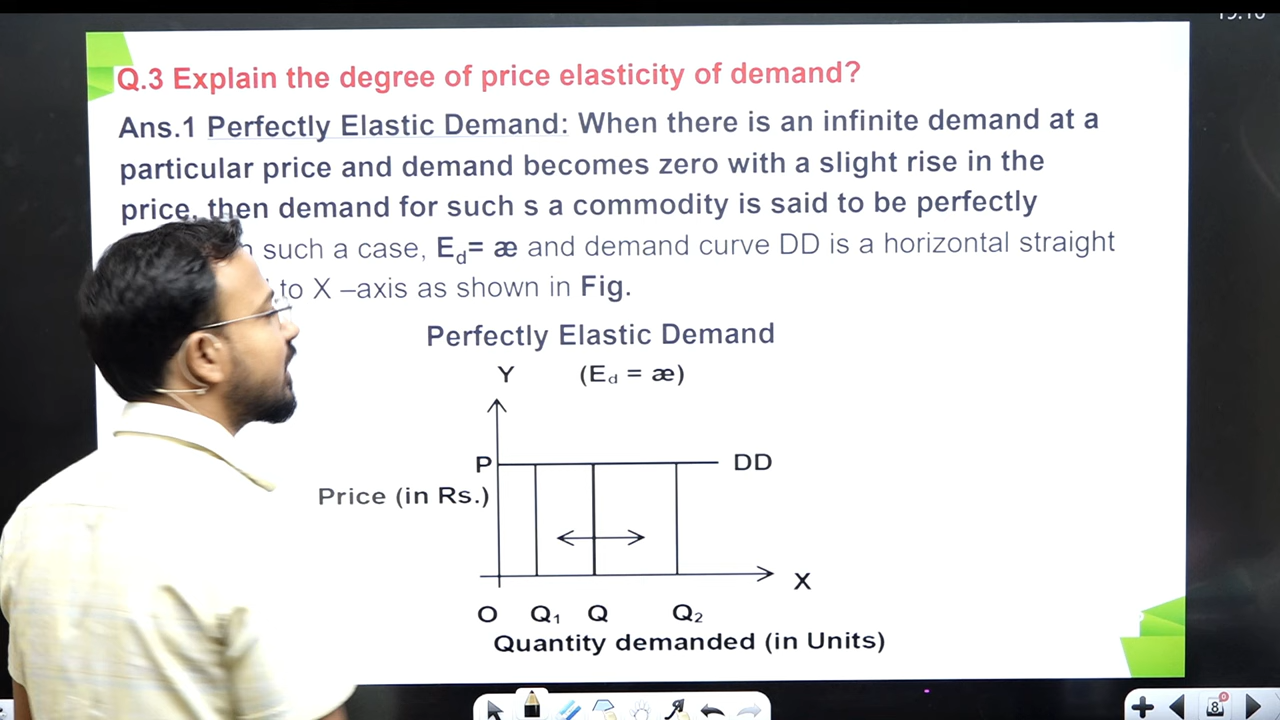 Q.3 Explain the degree of price elasticity of demand?
Ans.1 Perfectly Elastic Demand: When there is an infinite demand at a
particular price and demand becomes zero with a slight rise in the
price, then demand for such s a commodity is said to be perfectly
such a case, Ed= æ and demand curve DD is a horizontal straight
to X –axis as shown in Fig.
Perfectly Elastic Demand
Y (Ed = æ)
P DD
Price (in Rs.)
X
O Q1 Q Q2
Quantity demanded (in Units)
8